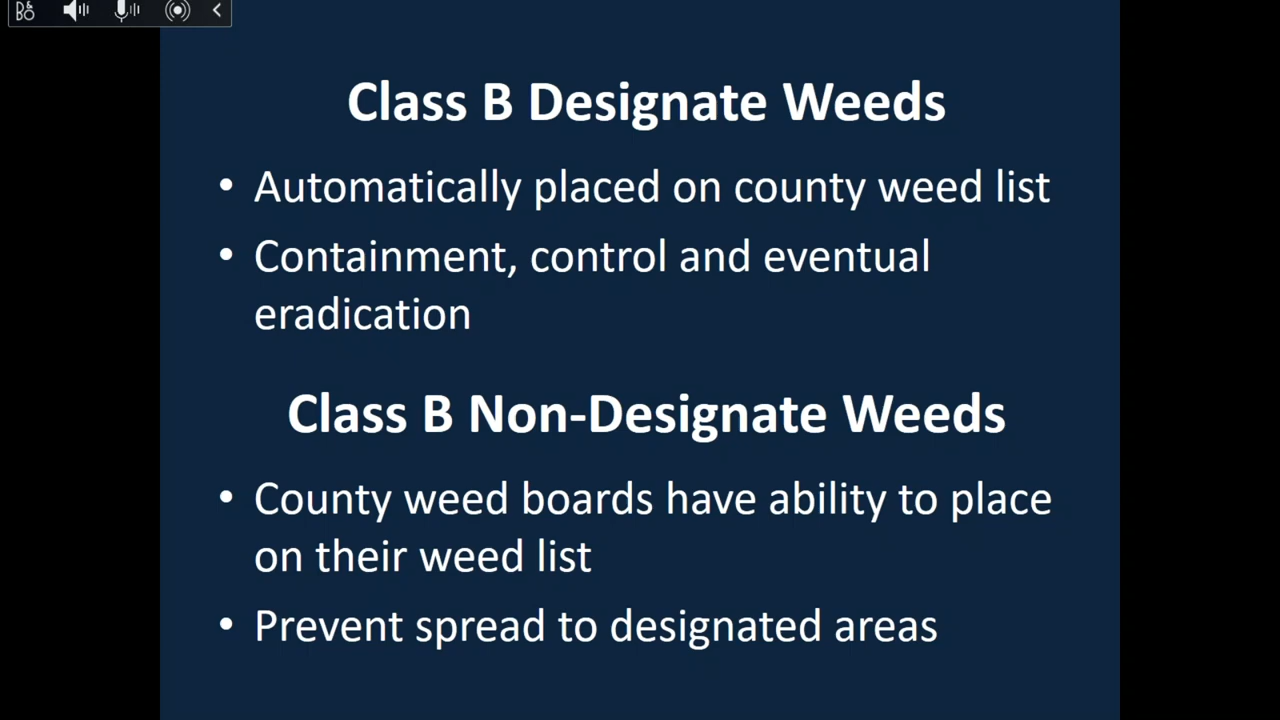 B&
BO
Class B Designate Weeds
• Automatically placed on county weed list
• Containment, control and eventual
eradication
Class B Non-Designate Weeds
• County weed boards have ability to place
on their weed list
• Prevent spread to designated areas